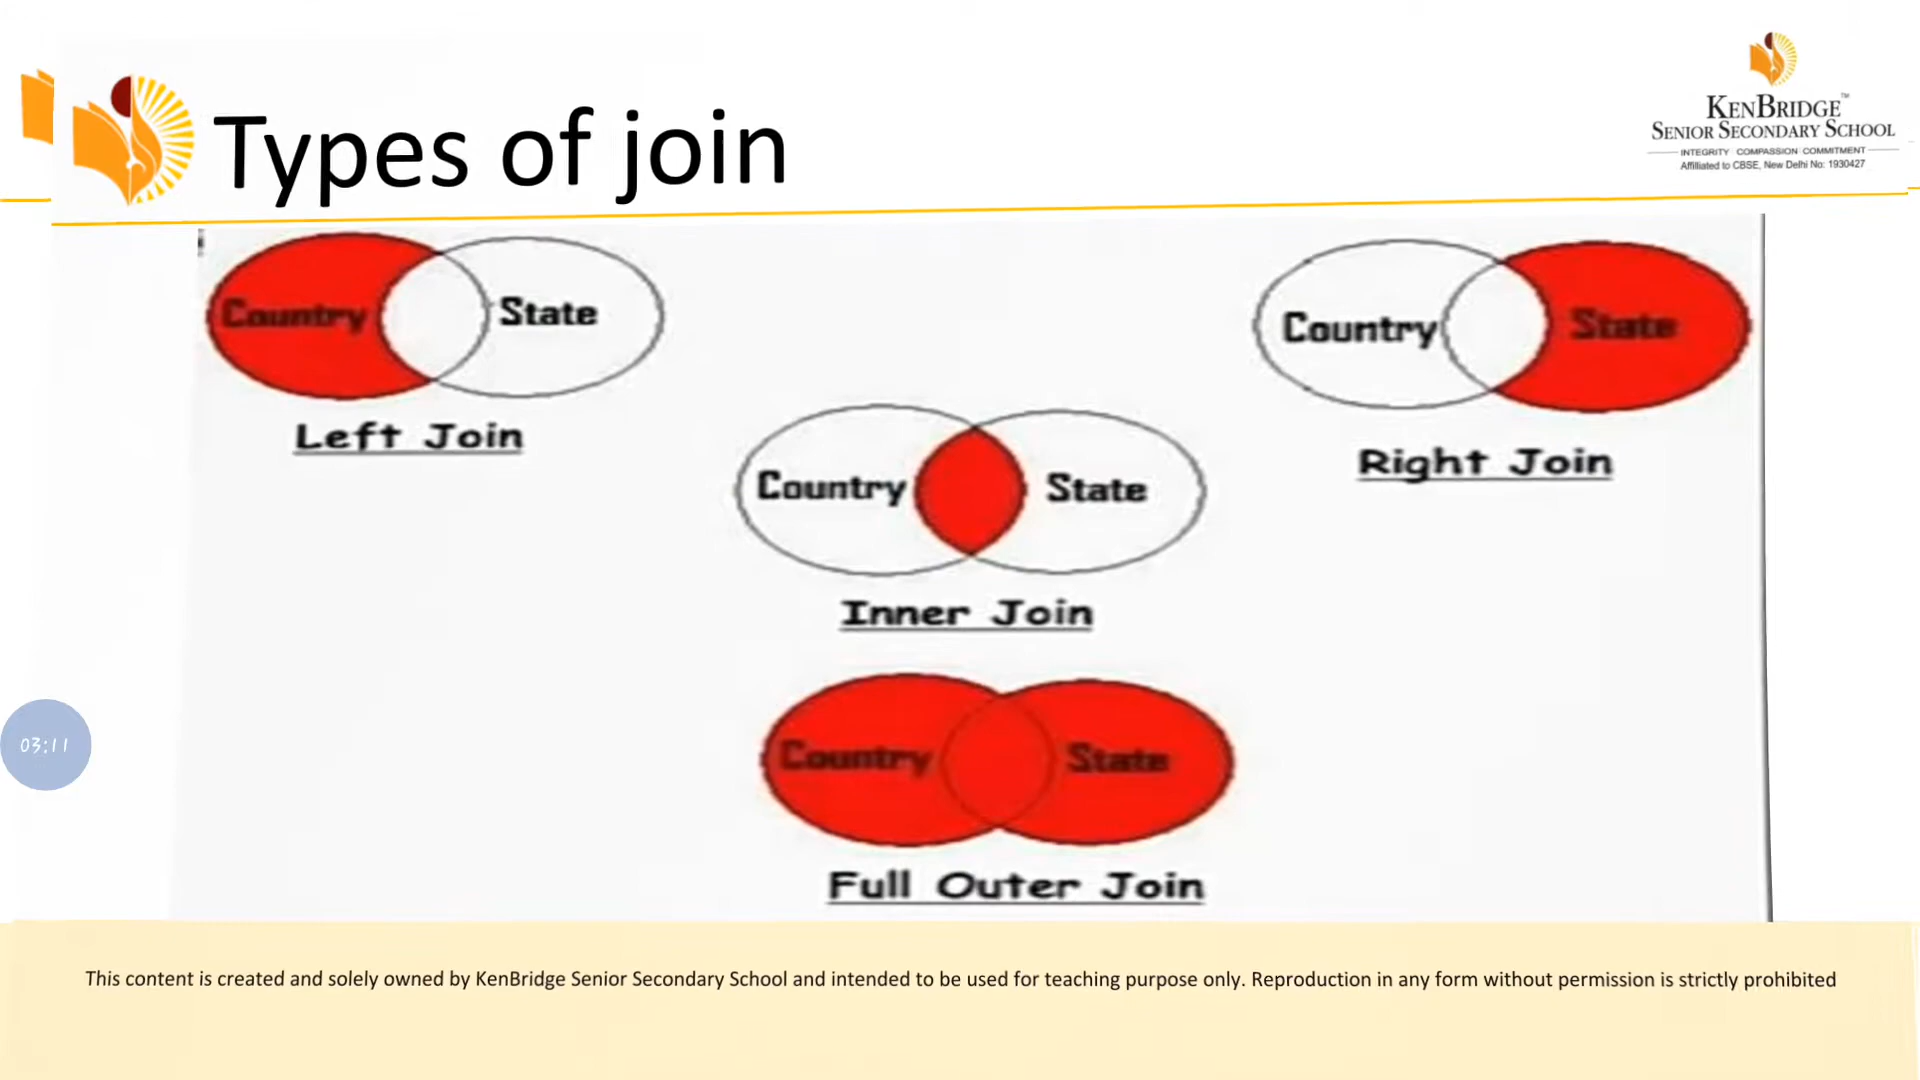 Types of join
KENBRIDGE™
SENIOR SECONDARY SCHOOL
INTEGRITY COMPASSION COMMITMENT
Affiliated to CBSE, New Delhi No: 1930427
Country State
Left Join
Country State
Right Join
Country State
Inner Join
Country State
Full Outer Join
03:11
This content is created and solely owned by KenBridge Senior Secondary School and intended to be used for teaching purpose only. Reproduction in any form without permission is strictly prohibited